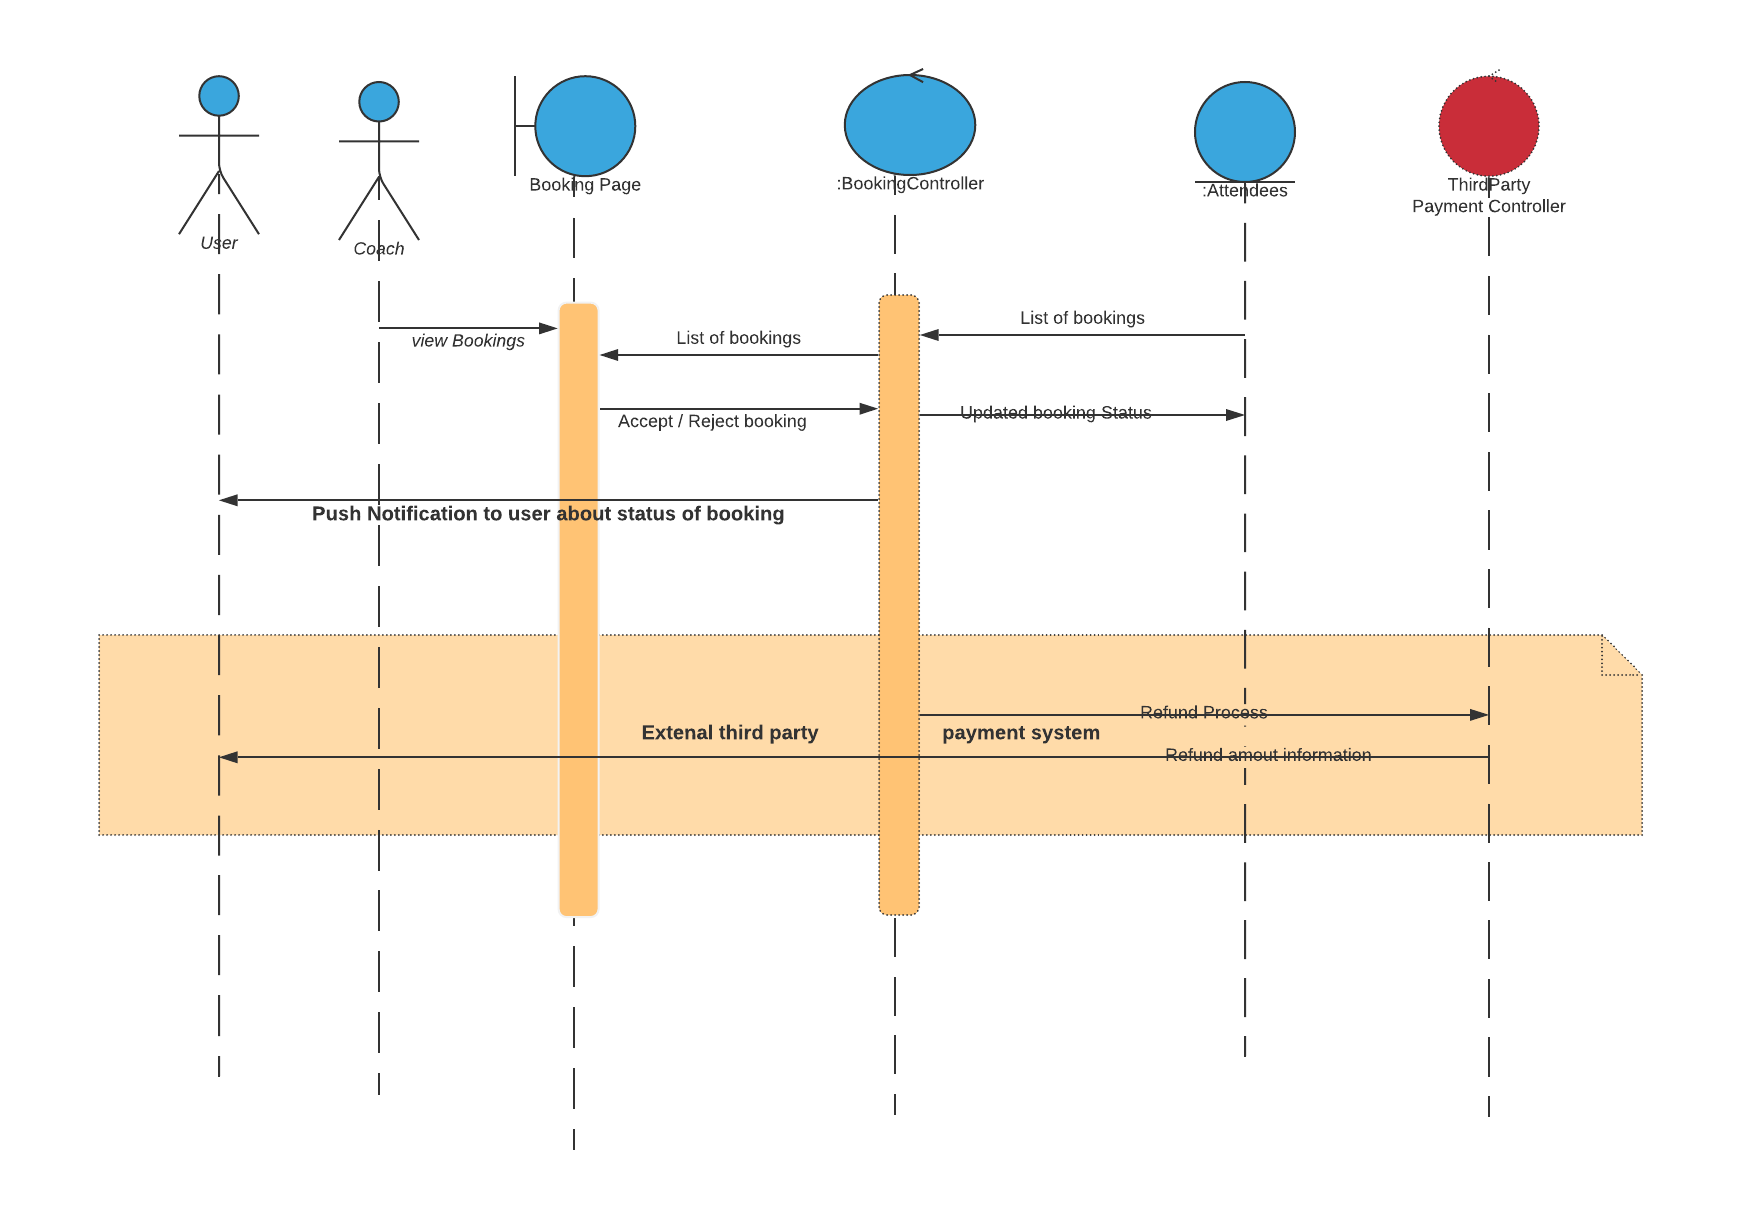 User
Coach
Booking Page
:BookingController
:Attendees
ThirdParty
Payment Controller
view Bookings
List of bookings
List of bookings
Accept / Reject booking
Updated booking Status
Push Notification to user about status of booking
Refund Process
Extenal third party payment system
Refund amout information